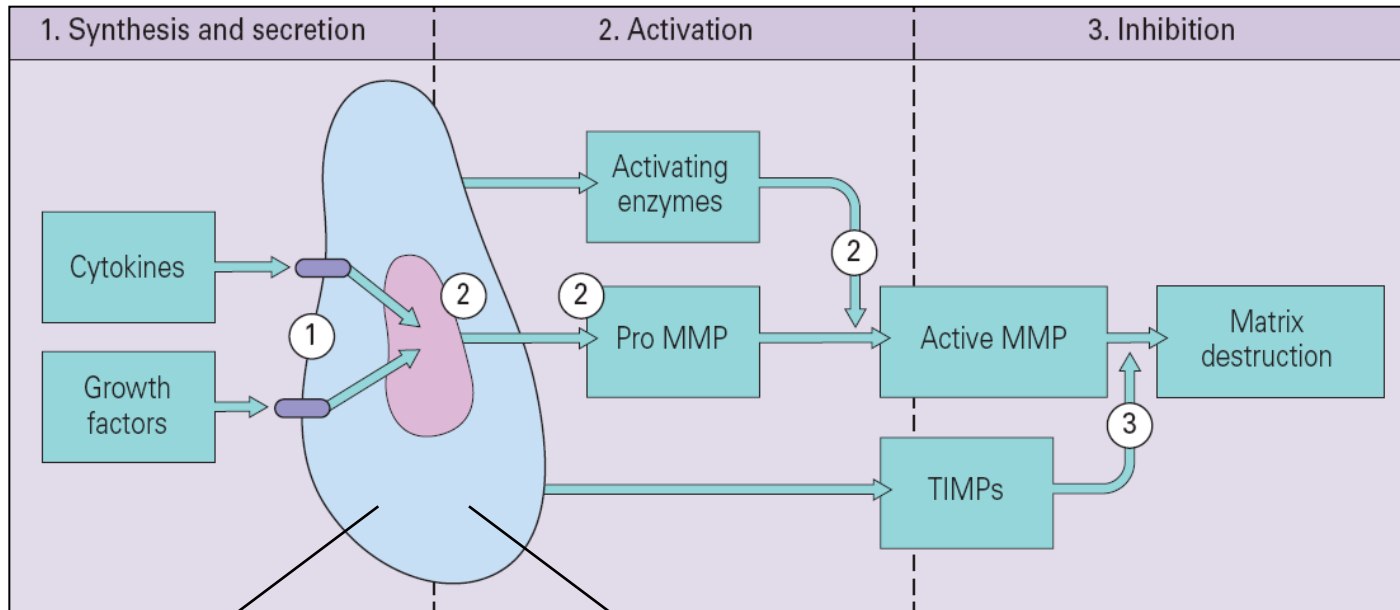 1. Synthesis and secretion
2. Activation
3. Inhibition
Activating
enzymes
Cytokines
2
2
2
Pro MMP
Active MMP
Matrix
destruction
1
Growth
factors
3
TIMPs